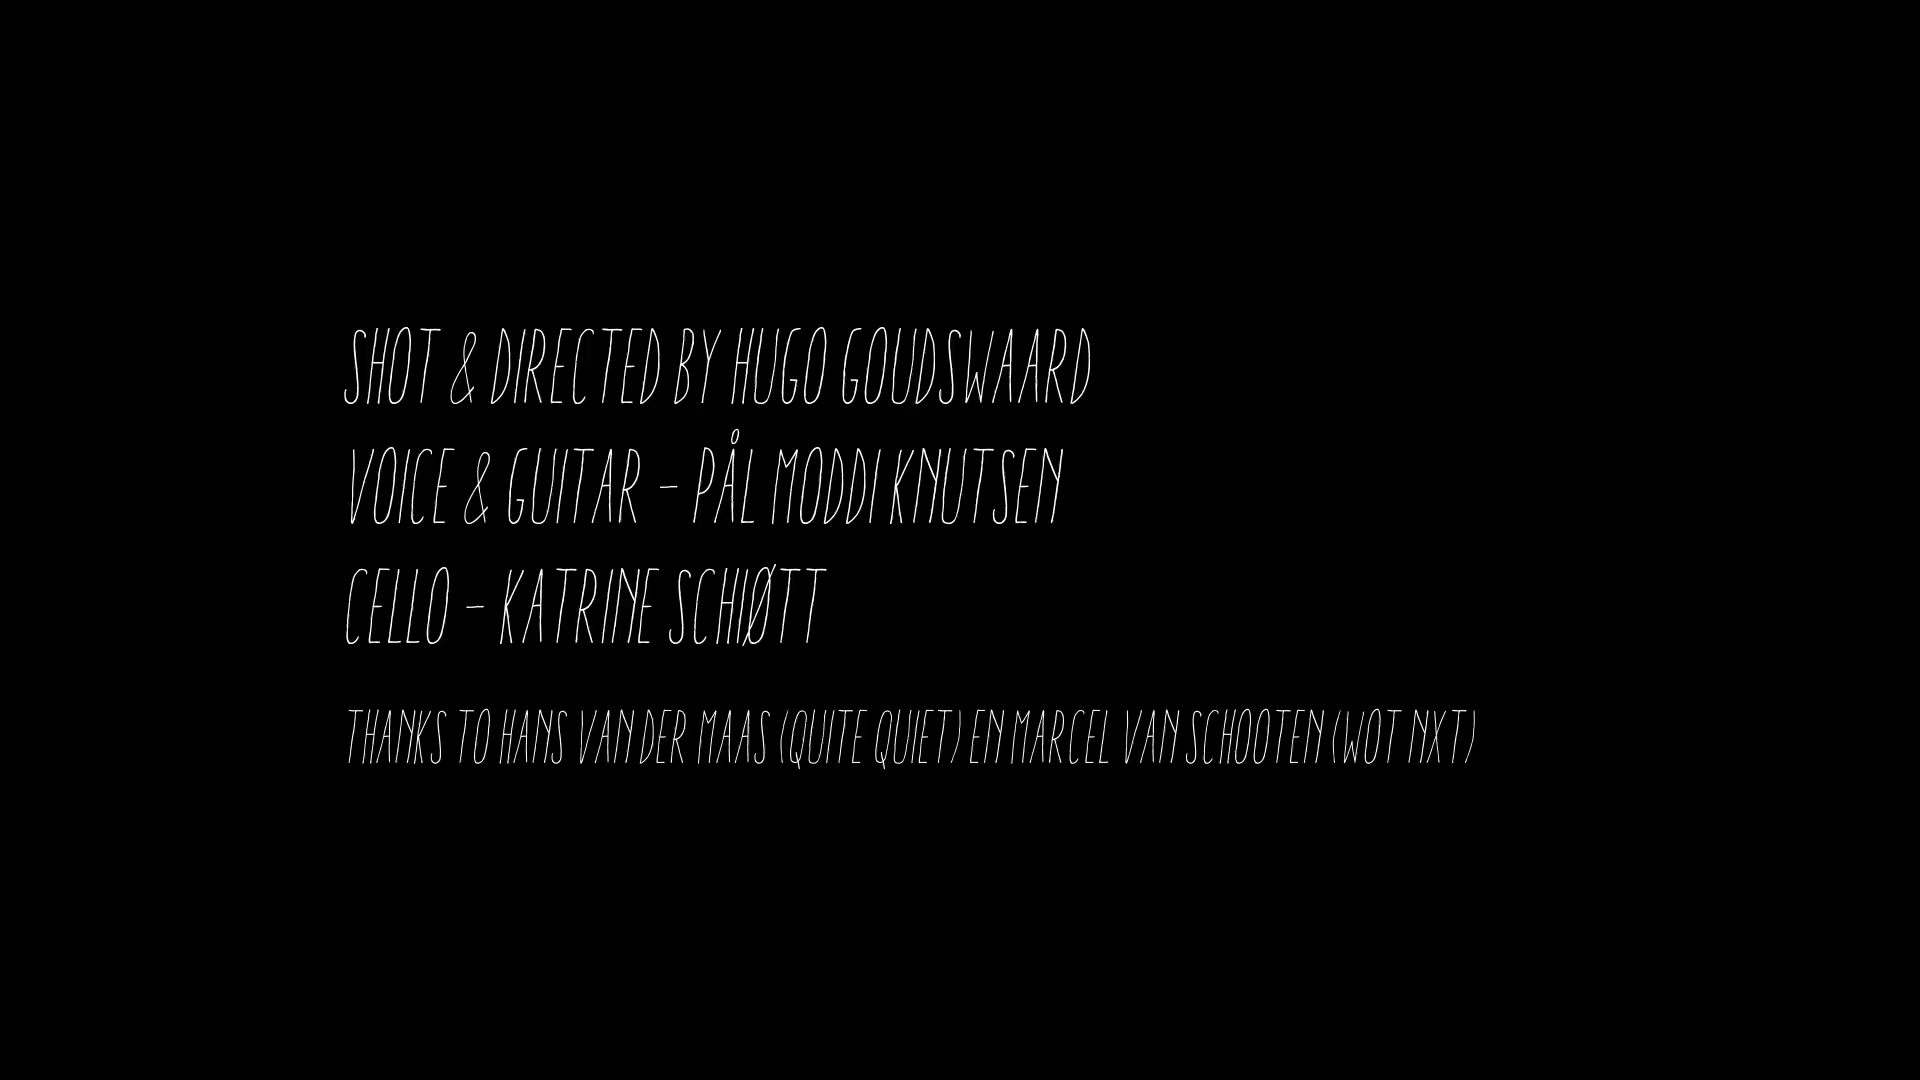 SHOT & DIRECTED BY HUGO GOUDSWAARD
VOICE & GUITAR - PÅL MODDI KNUTSEN
CELLO - KATRINE SCHIØTT
THANKS TO HANS VAN DER MAAS (QUITE QUIET) EN MARCEL VAN SCHOOTEN (WOT NXT)